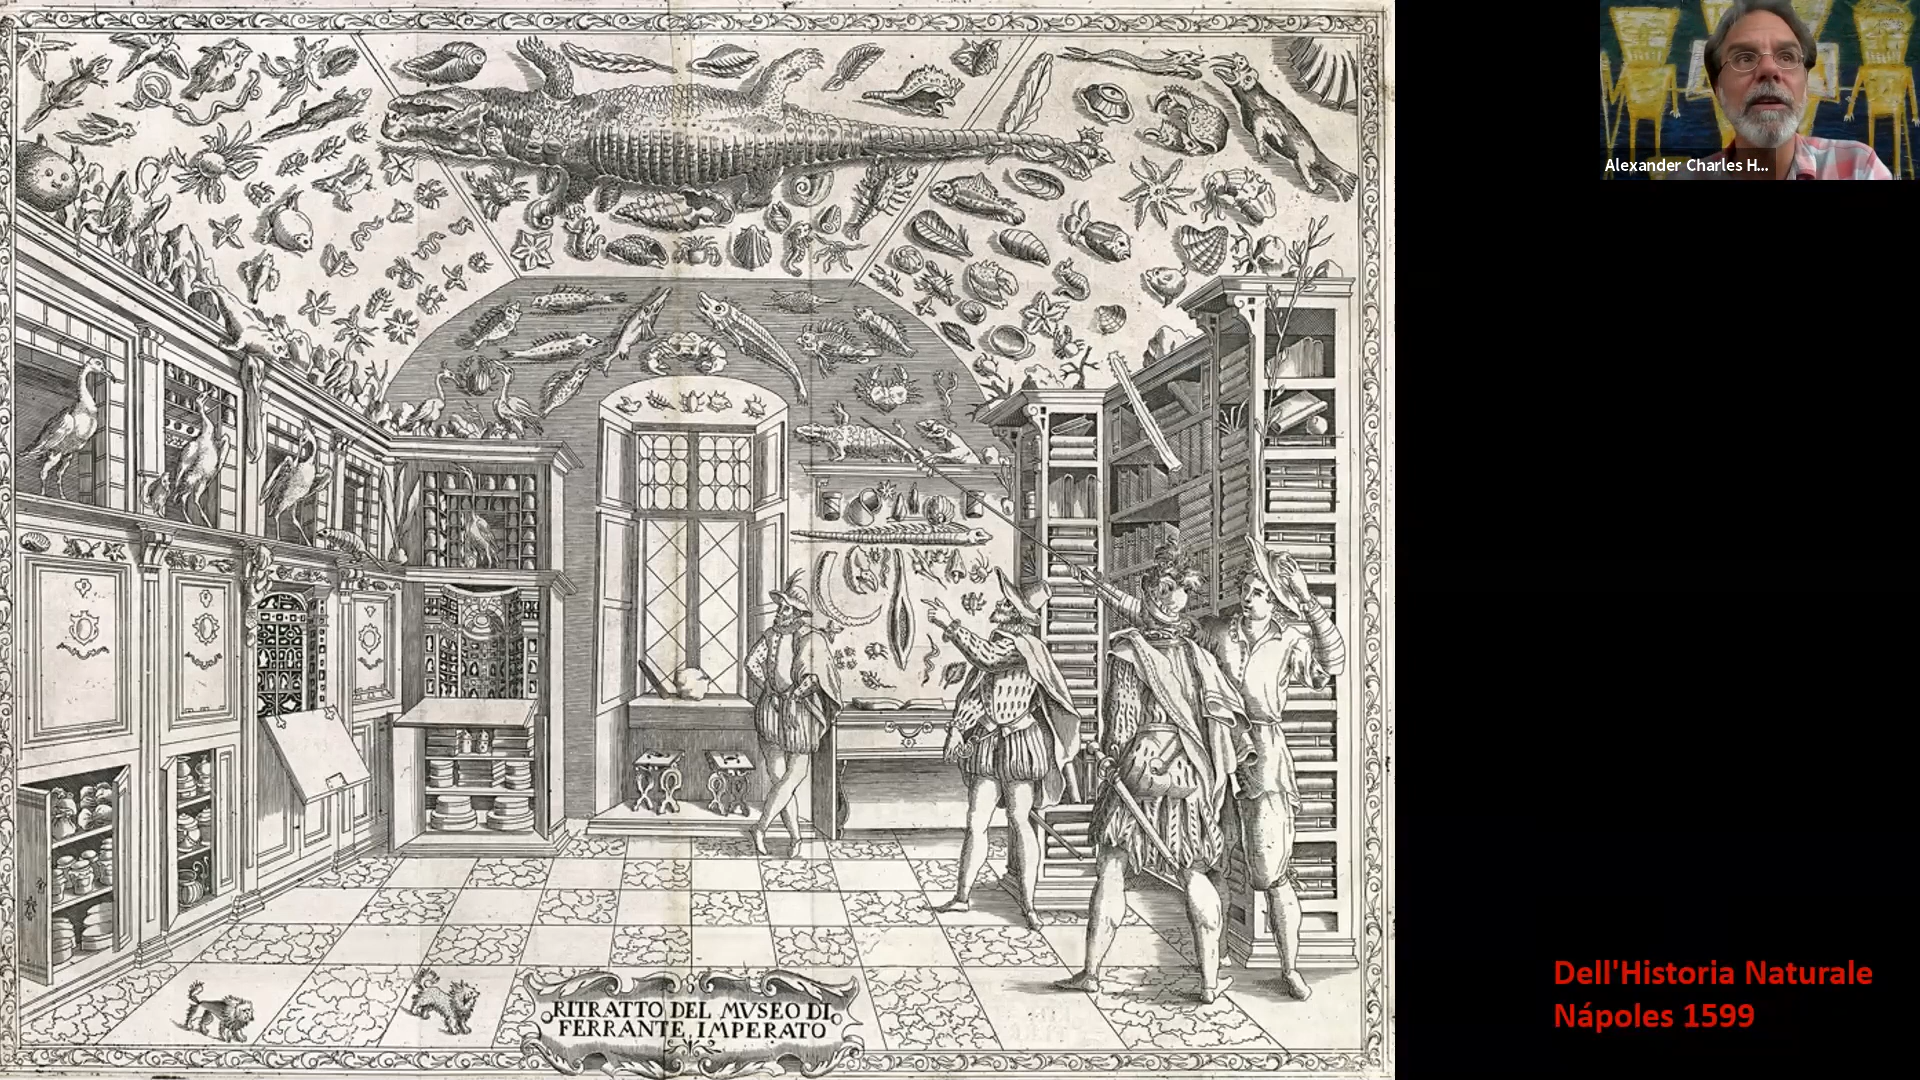 Alexander Charles H...
RITRATTO DEL MVSEO DI
FERRANTE IMPERATO
Dell'Historia Naturale
Nápoles 1599